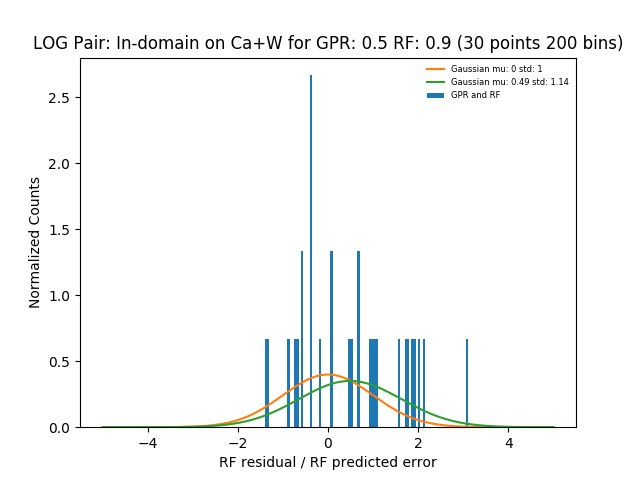 LOG Pair: In-domain on Ca+W for GPR: 0.5 RF: 0.9 (30 points 200 bins)
Gaussian mu: 0 std: 1
Gaussian mu: 0.49 std: 1.14
GPR and RF
Normalized Counts
2.5
2.0
1.5
1.0
0.5
0.0
−4 −2 0 2 4
RF residual / RF predicted error